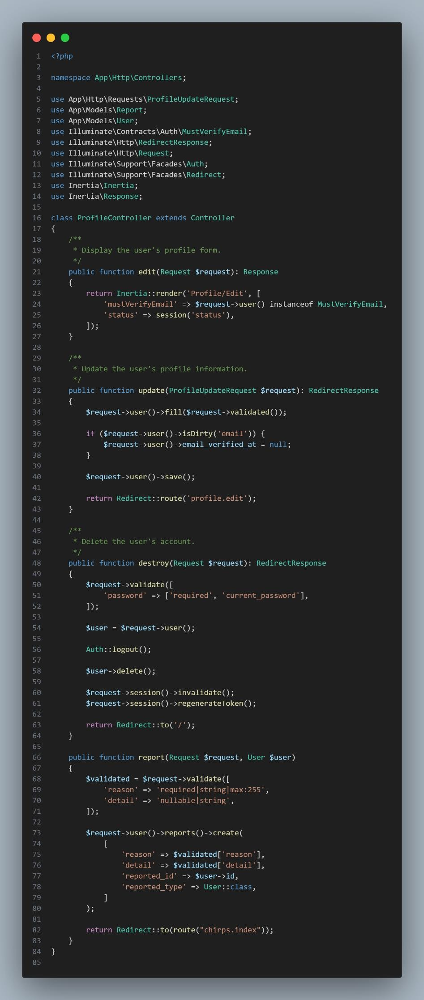 1 <?php
2
3 namespace App\Http\Controllers;
4
5 use App\Http\Requests\ProfileUpdateRequest;
6 use App\Models\Report;
7 use App\Models\User;
8 use Illuminate\Contracts\Auth\MustVerifyEmail;
9 use Illuminate\Http\RedirectResponse;
10 use Illuminate\Http\Request;
11 use Illuminate\Support\Facades\Auth;
12 use Illuminate\Support\Facades\Redirect;
13 use Inertia\Inertia;
14 use Inertia\Response;
15
16 class ProfileController extends Controller
17 {
18     /**
19      * Display the user's profile form.
20      */
21     public function edit(Request $request): Response
22     {
23         return Inertia::render('Profile/Edit', [
24             'mustVerifyEmail' => $request->user() instanceof MustVerifyEmail,
25             'status' => session('status'),
26         ]);
27     }
28
29     /**
30      * Update the user's profile information.
31      */
32     public function update(ProfileUpdateRequest $request): RedirectResponse
33     {
34         $request->user()->fill($request->validated());
35
36         if ($request->user()->isDirty('email')) {
37             $request->user()->email_verified_at = null;
38         }
39
40         $request->user()->save();
41
42         return Redirect::route('profile.edit');
43     }
44
45     /**
46      * Delete the user's account.
47      */
48     public function destroy(Request $request): RedirectResponse
49     {
50         $request->validate([
51             'password' => ['required', 'current_password'],
52         ]);
53
54         $user = $request->user();
55
56         Auth::logout();
57
58         $user->delete();
59
60         $request->session()->invalidate();
61         $request->session()->regenerateToken();
62
63         return Redirect::to('/');
64     }
65
66     public function report(Request $request, User $user)
67     {
68         $validated = $request->validate([
69             'reason' => 'required|string|max:255',
70             'detail' => 'nullable|string',
71         ]);
72
73         $request->user()->reports()->create(
74             [
75                 'reason' => $validated['reason'],
76                 'detail' => $validated['detail'],
77                 'reported_id' => $user->id,
78                 'reported_type' => User::class,
79             ]
80         );
81
82         return Redirect::to(route("chirps.index"));
83     }
84 }
85